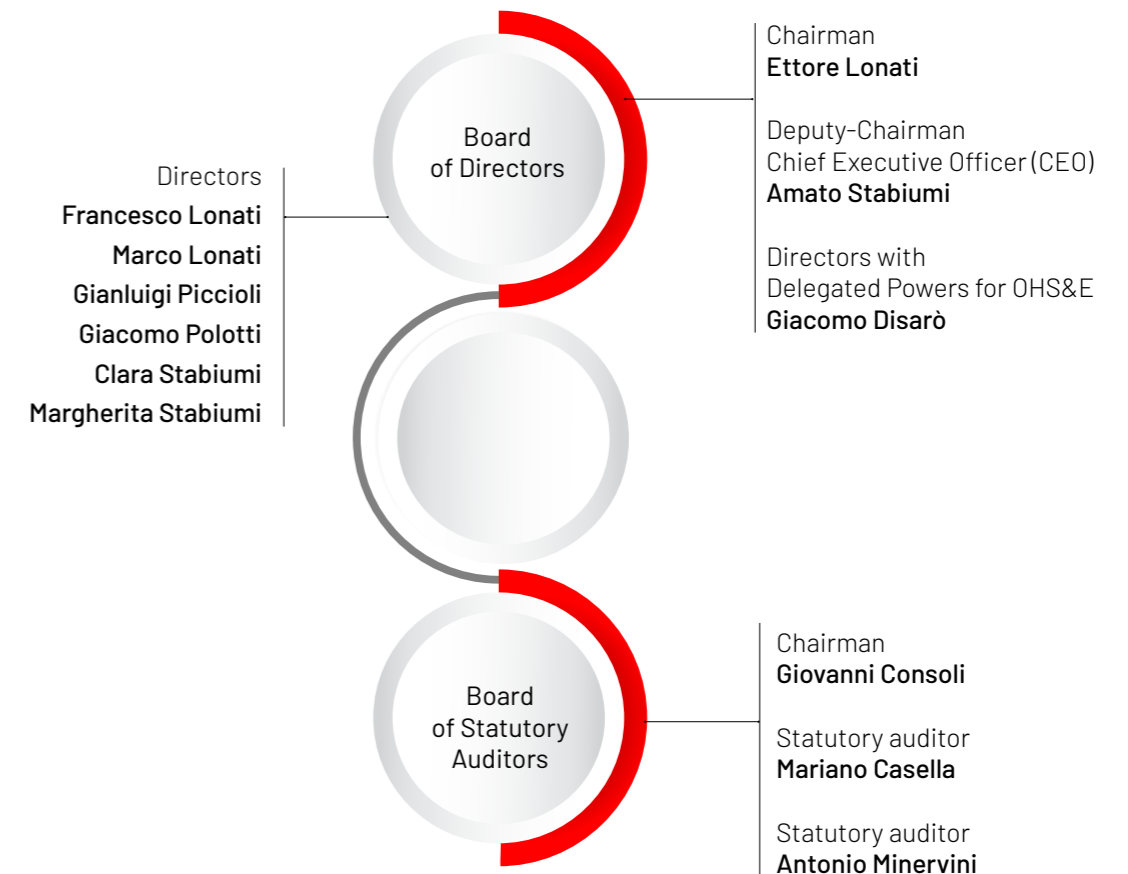 Board
of Directors
Chairman
Ettore Lonati
Deputy-Chairman
Chief Executive Officer (CEO)
Amato Stabiumi
Directors with
Delegated Powers for OHS&E
Giacomo Disarò
Directors
Francesco Lonati
Marco Lonati
Gianluigi Piccioli
Giacomo Polotti
Clara Stabiumi
Margherita Stabiumi
Board
of Statutory
Auditors
Chairman
Giovanni Consoli
Statutory auditor
Mariano Casella
Statutory auditor
Antonio Minervini